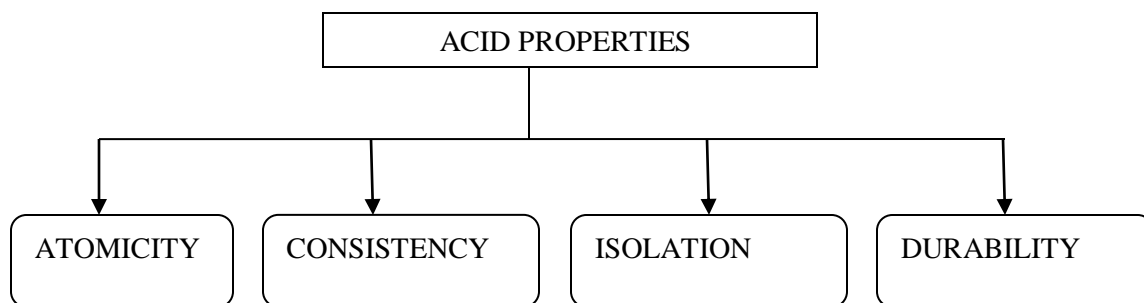 ACID PROPERTIES
ATOMICITY
CONSISTENCY
ISOLATION
DURABILITY